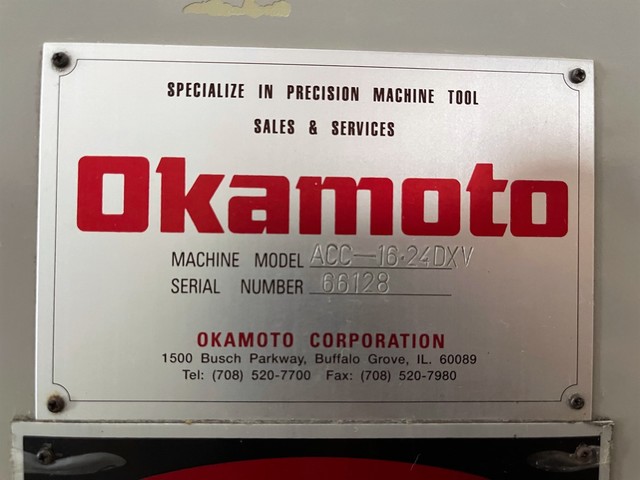 SPECIALIZE IN PRECISION MACHINE TOOL
SALES & SERVICES
Okamoto
MACHINE MODEL ACC-16·24DXV
SERIAL NUMBER 66128
OKAMOTO CORPORATION
1500 Busch Parkway, Buffalo Grove, IL. 60089
Tel: (708) 520-7700 Fax: (708) 520-7980